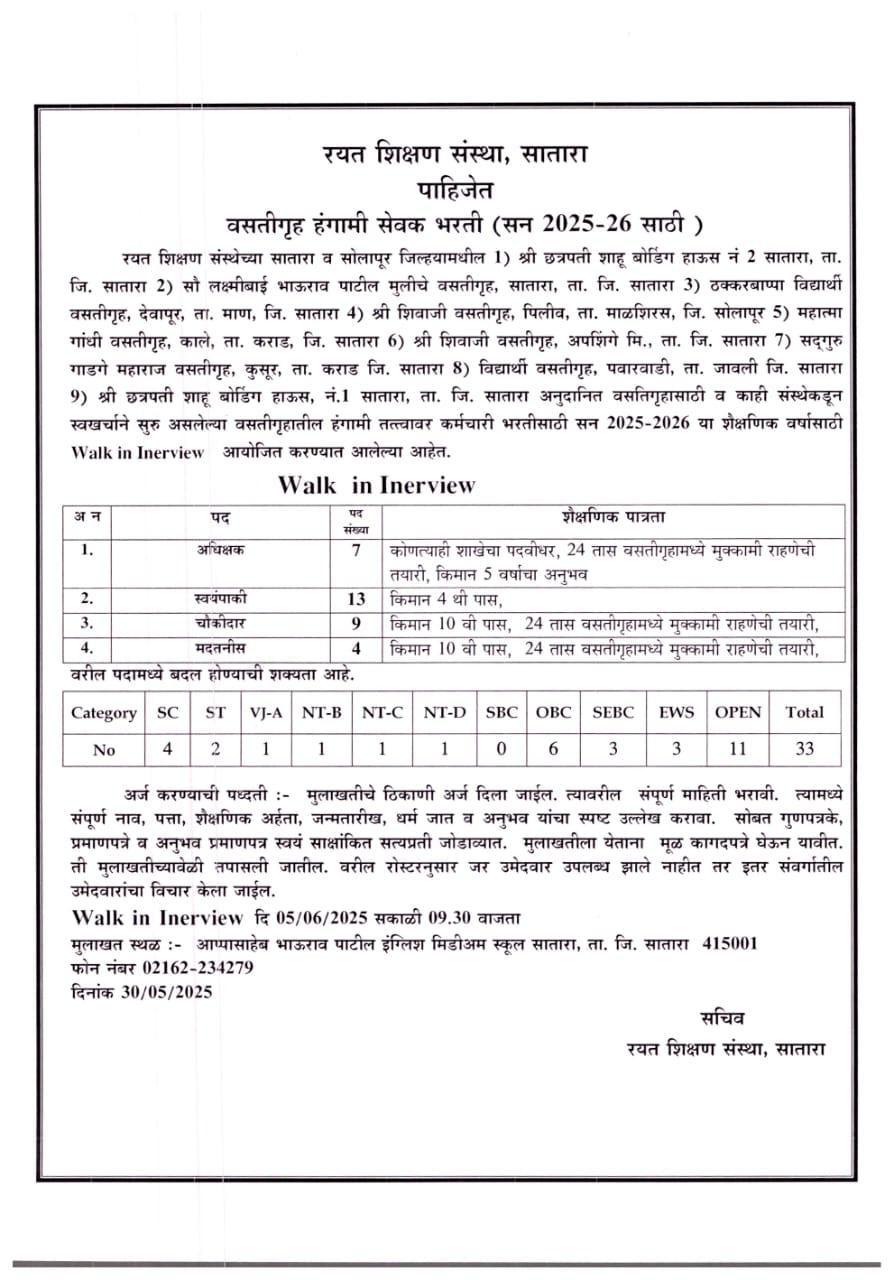 रयत शिक्षण संस्था, सातारा
पाहिजेत
वसतीगृह हंगामी सेवक भरती (सन 2025-26 साठी )
रयत शिक्षण संस्थेच्या सातारा व सोलापूर जिल्हयामधील 1) श्री छत्रपती शाहू बोर्डिग हाऊस नं 2 सातारा, ता.
जि. सातारा 2) सौ लक्ष्मीबाई भाऊराव पाटील मुलीचे वसतीगृह, सातारा, ता. जि. सातारा 3) ठक्करबाप्पा विद्यार्थी
वसतीगृह, देवापूर, ता. माण, जि. सातारा 4) श्री शिवाजी वसतीगृह, पिलीव, ता. माळशिरस, जि. सोलापूर 5) महात्मा
गांधी वसतीगृह, काले, ता. कराड, जि. सातारा 6) श्री शिवाजी वसतीगृह, अपशिंगे मि., ता. जि. सातारा 7) सद्‌गुरु
गाडगे महाराज वसतीगृह, कुसूर, ता. कराड जि. सातारा 8) विद्यार्थी वसतीगृह, पवारवाडी, ता. जावली जि. सातारा
9) श्री छत्रपती शाहू बोर्डिग हाऊस, नं.1 सातारा, ता. जि. सातारा अनुदानित वसतिगृहासाठी व काही संस्थेकडून
स्वखर्चाने सुरु असलेल्या वसतीगृहातील हंगामी तत्त्वावर कर्मचारी भरतीसाठी सन 2025-2026 या शैक्षणिक वर्षासाठी
Walk in Inerview आयोजित करण्यात आलेल्या आहेत.
Walk in Inerview
अ न पद पद संख्या शैक्षणिक पात्रता
1. अधिक्षक 7 कोणत्याही शाखेचा पदवीधर, 24 तास वसतीगृहामध्ये मुक्कामी राहणेची
तयारी, किमान 5 वर्षाचा अनुभव
2. स्वयंपाकी 13 किमान 4 थी पास,
3. चौकीदार 9 किमान 10 वी पास, 24 तास वसतीगृहामध्ये मुक्कामी राहणेची तयारी,
4. मदतनीस 4 किमान 10 वी पास, 24 तास वसतीगृहामध्ये मुक्कामी राहणेची तयारी,
वरील पदामध्ये बदल होण्याची शक्यता आहे.
Category SC ST VJ-A NT-B NT-C NT-D SBC OBC SEBC EWS OPEN Total
No 4 2 1 1 1 1 0 6 3 3 11 33
अर्ज करण्याची पध्दती :- मुलाखतीचे ठिकाणी अर्ज दिला जाईल. त्यावरील संपूर्ण माहिती भरावी. त्यामध्ये
संपूर्ण नाव, पत्ता, शैक्षणिक अर्हता, जन्मतारीख, धर्म जात व अनुभव यांचा स्पष्ट उल्लेख करावा. सोबत गुणपत्रके,
प्रमाणपत्रे व अनुभव प्रमाणपत्र स्वयं साक्षांकित सत्यप्रती जोडाव्यात. मुलाखतीला येताना मूळ कागदपत्रे घेऊन यावीत.
ती मुलाखतीच्यावेळी तपासली जातील. वरील रोस्टरनुसार जर उमेदवार उपलब्ध झाले नाहीत तर इतर संवर्गातील
उमेदवारांचा विचार केला जाईल.
Walk in Inerview दि 05/06/2025 सकाळी 09.30 वाजता
मुलाखत स्थळ :- आप्पासाहेब भाऊराव पाटील इंग्लिश मिडीअम स्कूल सातारा, ता. जि. सातारा 415001
फोन नंबर 02162-234279
दिनांक 30/05/2025
सचिव
रयत शिक्षण संस्था, सातारा